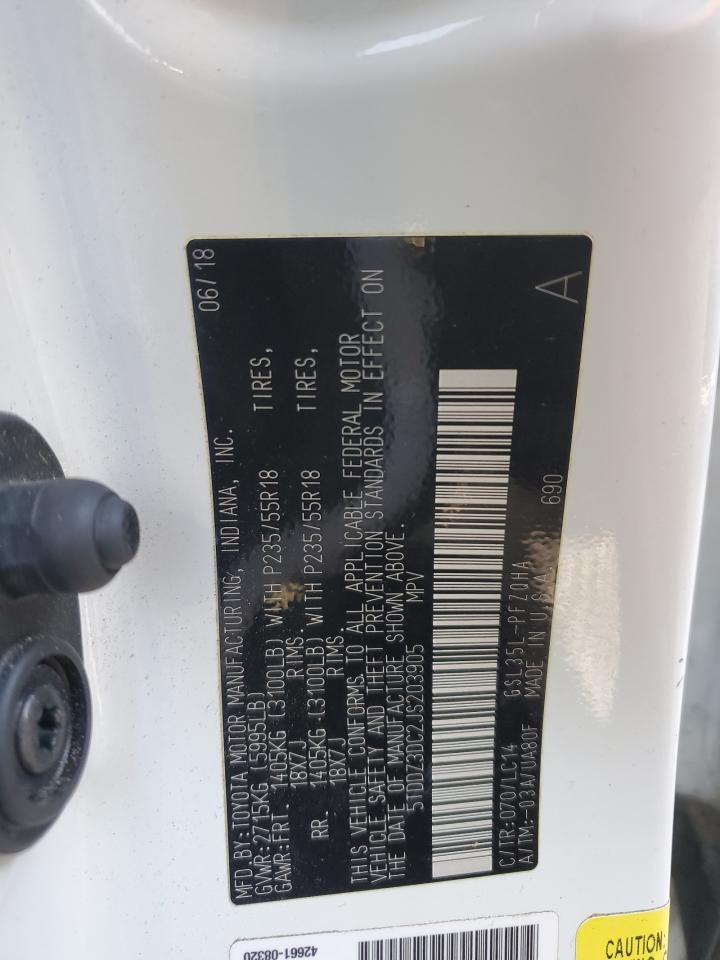 06/18
MFD.BY:TOYOTA MOTOR MANUFACTURING, INDIANA, INC.
GVWR:2715KG (5995LB)
GAWR:FRT. 1405KG (3100LB) WITH P235/55R18 TIRES,
18X7J RIMS.
RR. 1405KG (3100LB) WITH P235/55R18 TIRES,
18X7J RIMS.
THIS VEHICLE CONFORMS TO ALL APPLICABLE FEDERAL MOTOR
VEHICLE SAFETY AND THEFT PREVENTION STANDARDS IN EFFECT ON
THE DATE OF MANUFACTURE SHOWN ABOVE.
5TDDZ3DC2JS203905 MPV
C/TR:070/LC14 GSL35L-PFZQHA
A/TM:-03A/UA80F MADE IN U.S.A. 690
A
42661-08320
CAUTION: